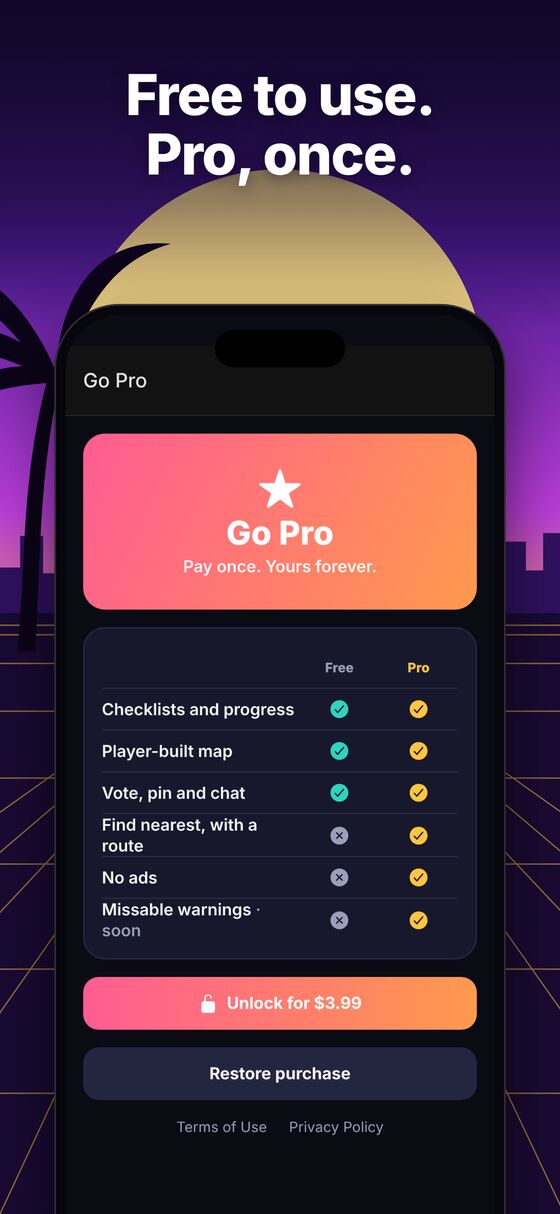 Free to use.
Pro, once.
Go Pro
Go Pro
Pay once. Yours forever.
Free Pro
Checklists and progress
Player-built map
Vote, pin and chat
Find nearest, with a
route
No ads
Missable warnings ·
soon
Unlock for $3.99
Restore purchase
Terms of Use Privacy Policy